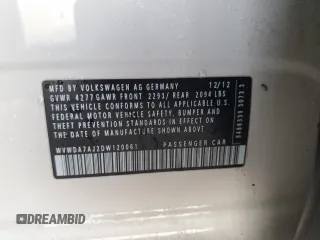 MFD BY VOLKSWAGEN AG GERMANY 12/12
GVWR 4277 GAWR FRONT 2293/ REAR 2094 LBS
THIS VEHICLE CONFORMS TO ALL APPLICABLE U.S.
FEDERAL MOTOR VEHICLE SAFETY, BUMPER, AND
THEFT PREVENTION STANDARDS IN EFFECT ON THE
DATE OF MANUFACTURE SHOWN ABOVE.
WVWDA7AJ2DW120061 PASSENGER CAR
DREAMBID
DREAMBID